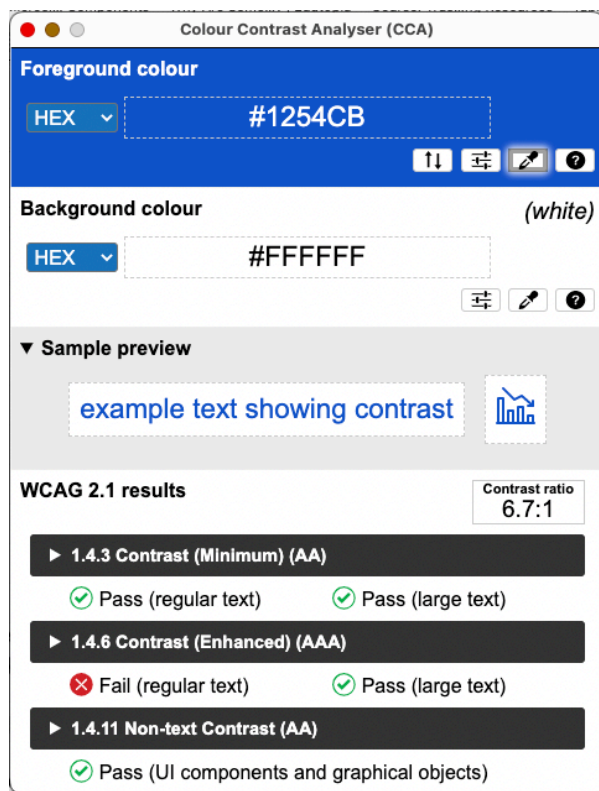 Colour Contrast Analyser (CCA)
Foreground colour
HEX #1254CB
Background colour (white)
HEX #FFFFFF
▼ Sample preview
example text showing contrast
WCAG 2.1 results
Contrast ratio
6.7:1
▶ 1.4.3 Contrast (Minimum) (AA)
Pass (regular text) Pass (large text)
▶ 1.4.6 Contrast (Enhanced) (AAA)
Fail (regular text) Pass (large text)
▶ 1.4.11 Non-text Contrast (AA)
Pass (UI components and graphical objects)